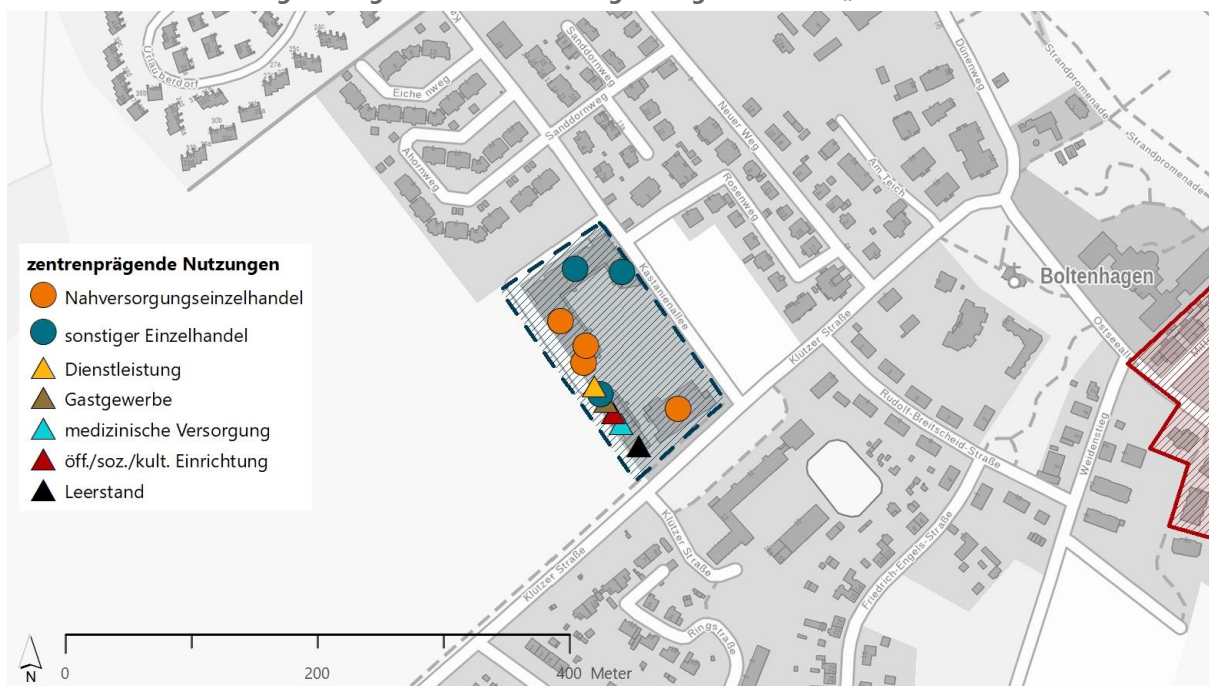 zentrenprägende Nutzungen
Nahversorgungseinzelhandel
sonstiger Einzelhandel
Dienstleistung
Gastgewerbe
medizinische Versorgung
öff./soz./kult. Einrichtung
Leerstand
Urlauberdorf
Eichenweg
Ahornweg
Sanddornweg
Sanddornweg
Neuer Weg
Rosenweg
Am Teich
Dünenweg
Strandpromenade
Strandpromenade
Kastanienallee
Boltenhagen
Ostseeallee
Klützer Straße
Rudolf-Breitscheid-Straße
Weidenstieg
Klützer Straße
Klützer Straße
Friedrich-Engels-Straße
Ringstraße
N
0
200
400 Meter